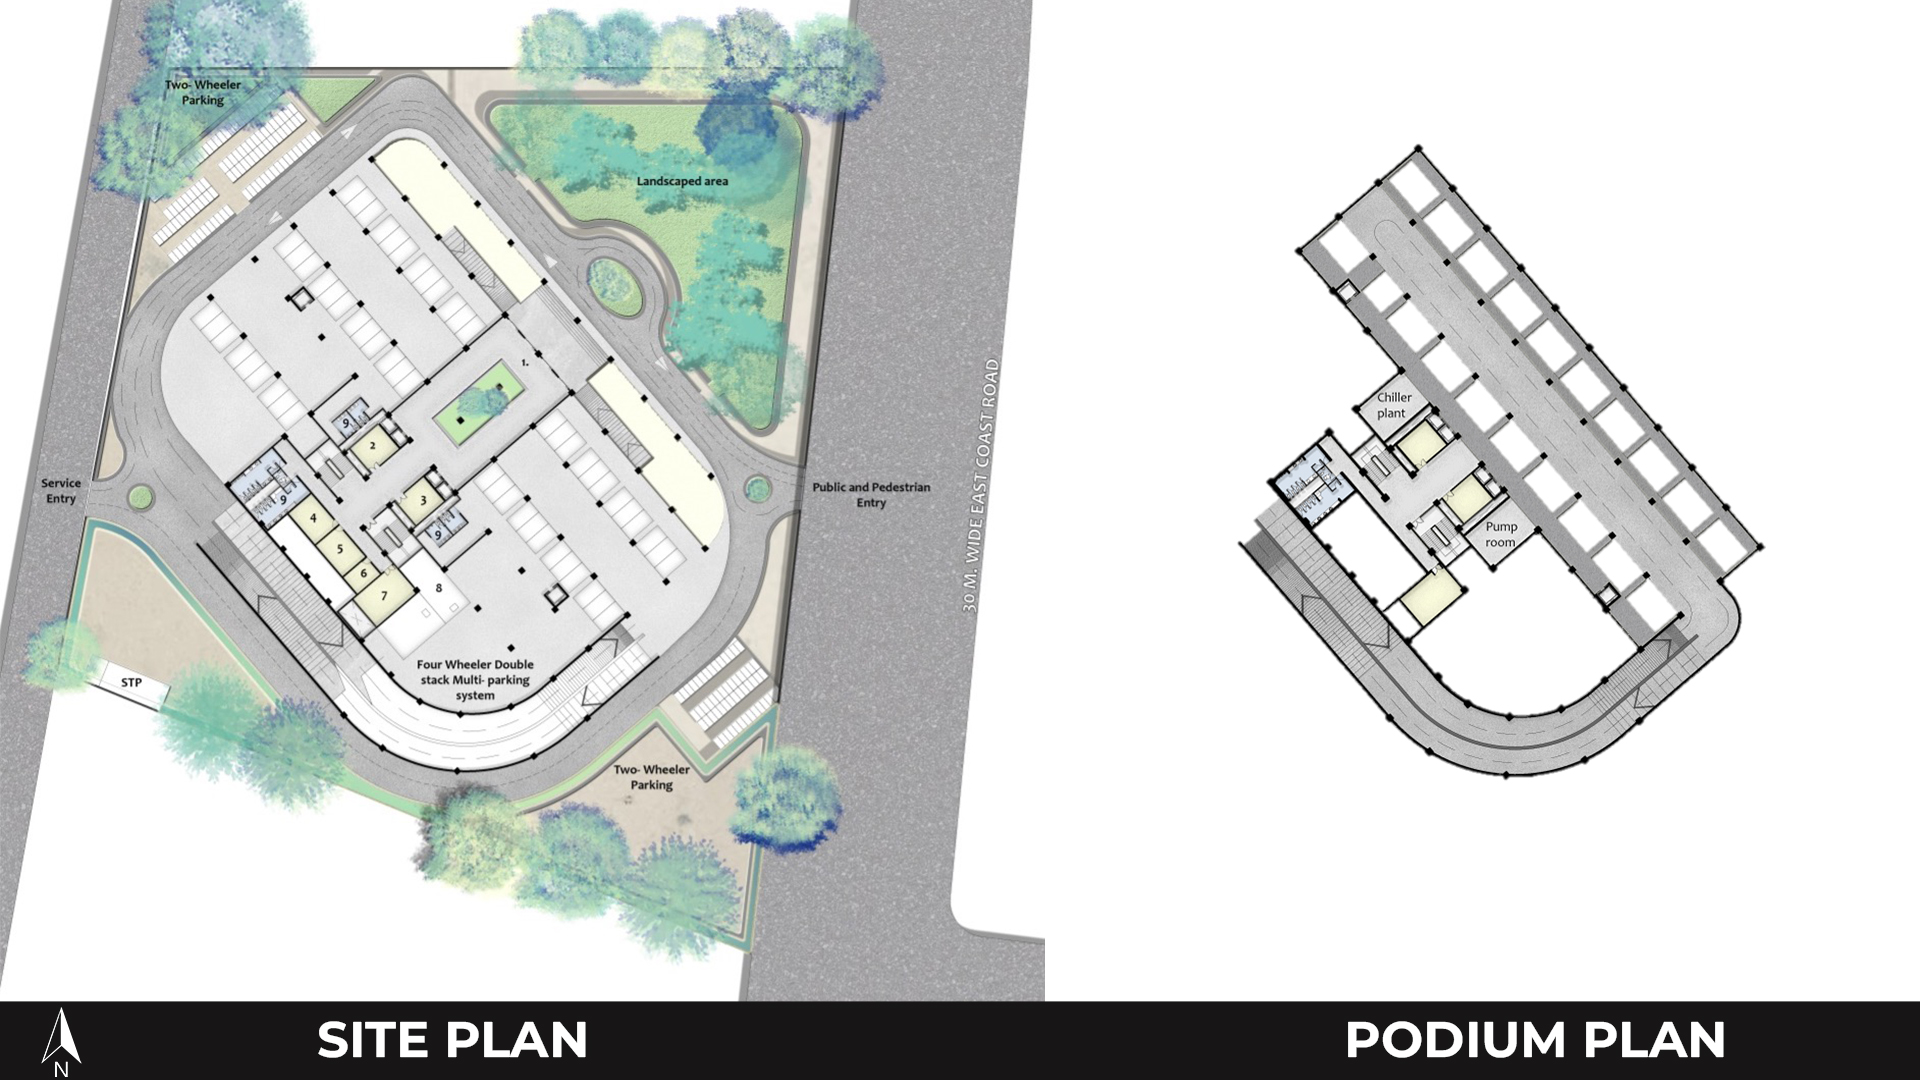 Two- Wheeler
Parking
Landscaped area
1.
9
2
3
9
9
4
5
6
7
8
Service
Entry
Public and Pedestrian
Entry
30 M. WIDE EAST COAST ROAD
STP
Four Wheeler Double
stack Multi- parking
system
Two- Wheeler
Parking
Chiller
plant
Pump
room
N
SITE PLAN
PODIUM PLAN